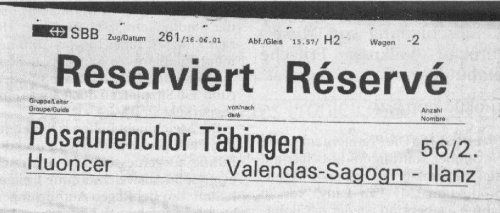 SBB Zug/Datum 261/16.06.01 Abf./Gleis 15.57/ H2 Wagen -2
Reserviert Réservé
Gruppe/Leiter von/nach Anzahl
Groupe/Guide de/à Nombre
Posaunenchor Täbingen 56/2.
Huoncer Valendas-Sagogn - Ilanz